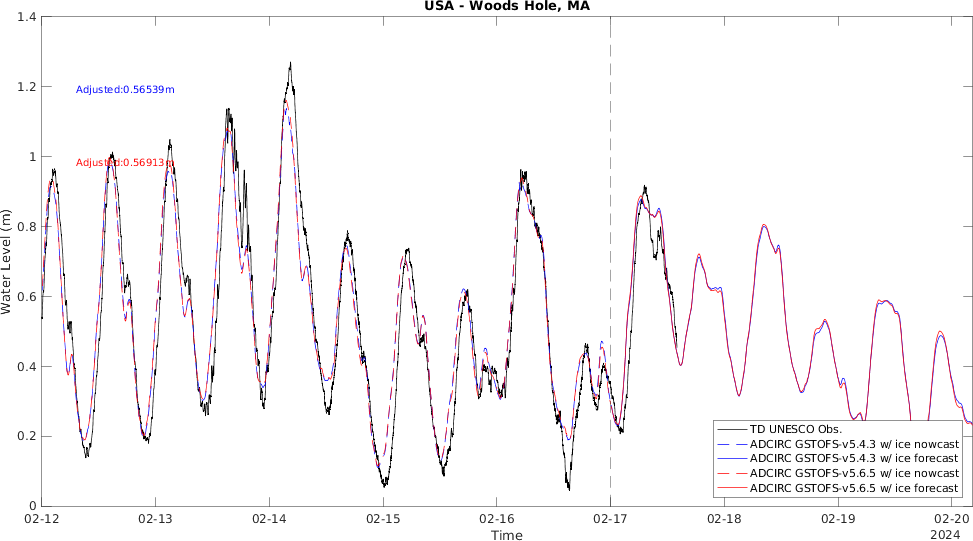 USA - Woods Hole, MA
1.4
1.2
1
0.8
0.6
0.4
0.2
0
Water Level (m)
Adjusted:0.56539m
Adjusted:0.56913m
TD UNESCO Obs.
ADCIRC GSTOFS-v5.4.3 w/ ice nowcast
ADCIRC GSTOFS-v5.4.3 w/ ice forecast
ADCIRC GSTOFS-v5.6.5 w/ ice nowcast
ADCIRC GSTOFS-v5.6.5 w/ ice forecast
02-12 02-13 02-14 02-15 02-16 02-17 02-18 02-19 02-20
Time
2024